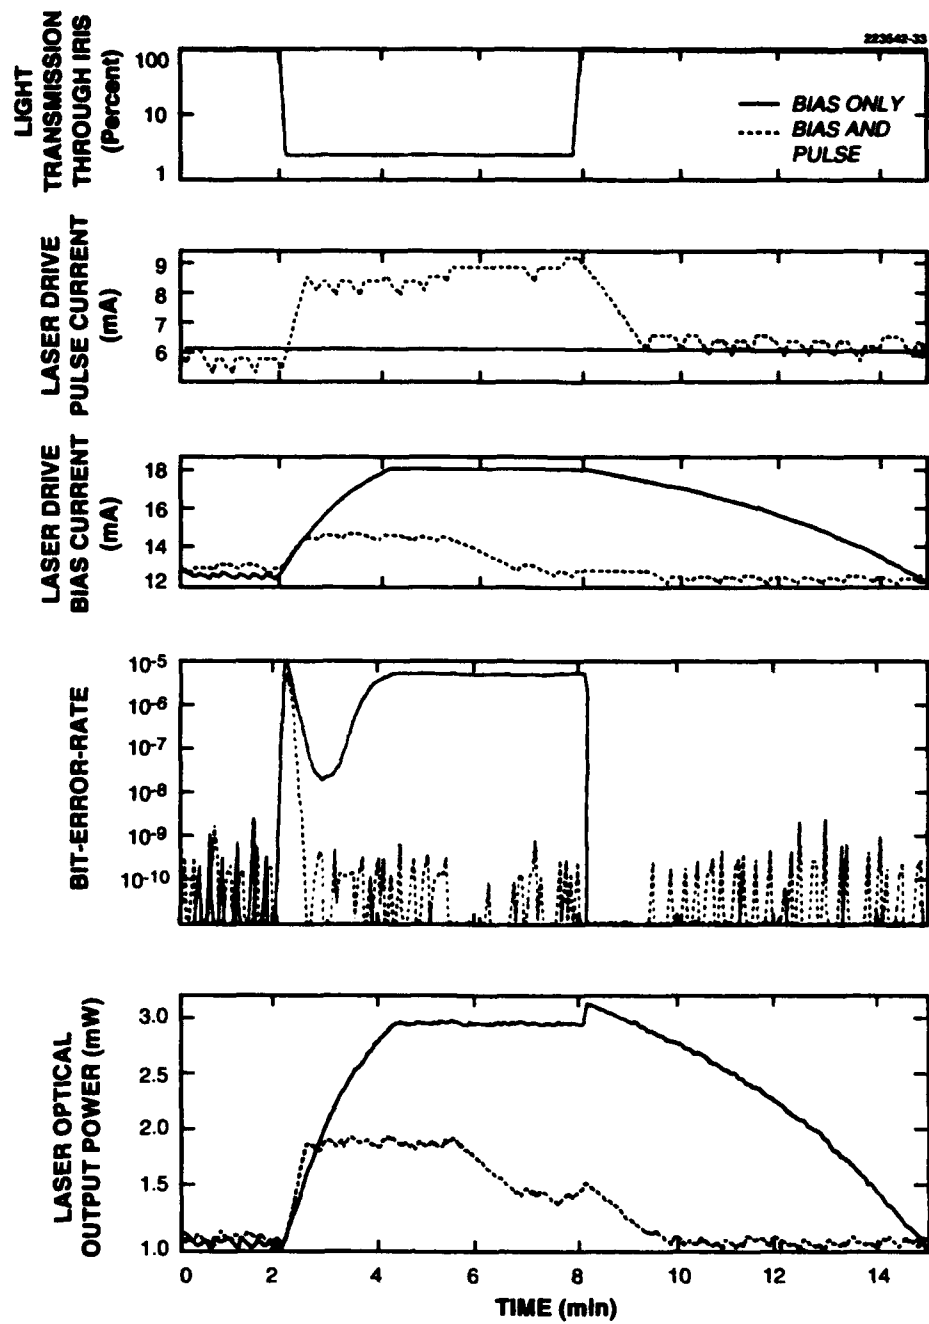 223542-33
LIGHT
TRANSMISSION
THROUGH IRIS
(Percent)
100
10
1
BIAS ONLY
BIAS AND
PULSE
LASER DRIVE
PULSE CURRENT
(mA)
9
8
7
6
LASER DRIVE
BIAS CURRENT
(mA)
18
16
14
12
BIT-ERROR-RATE
10-5
10-6
10-7
10-8
10-9
10-10
LASER OPTICAL
OUTPUT POWER (mW)
3.0
2.5
2.0
1.5
1.0
0 2 4 6 8 10 12 14
TIME (min)